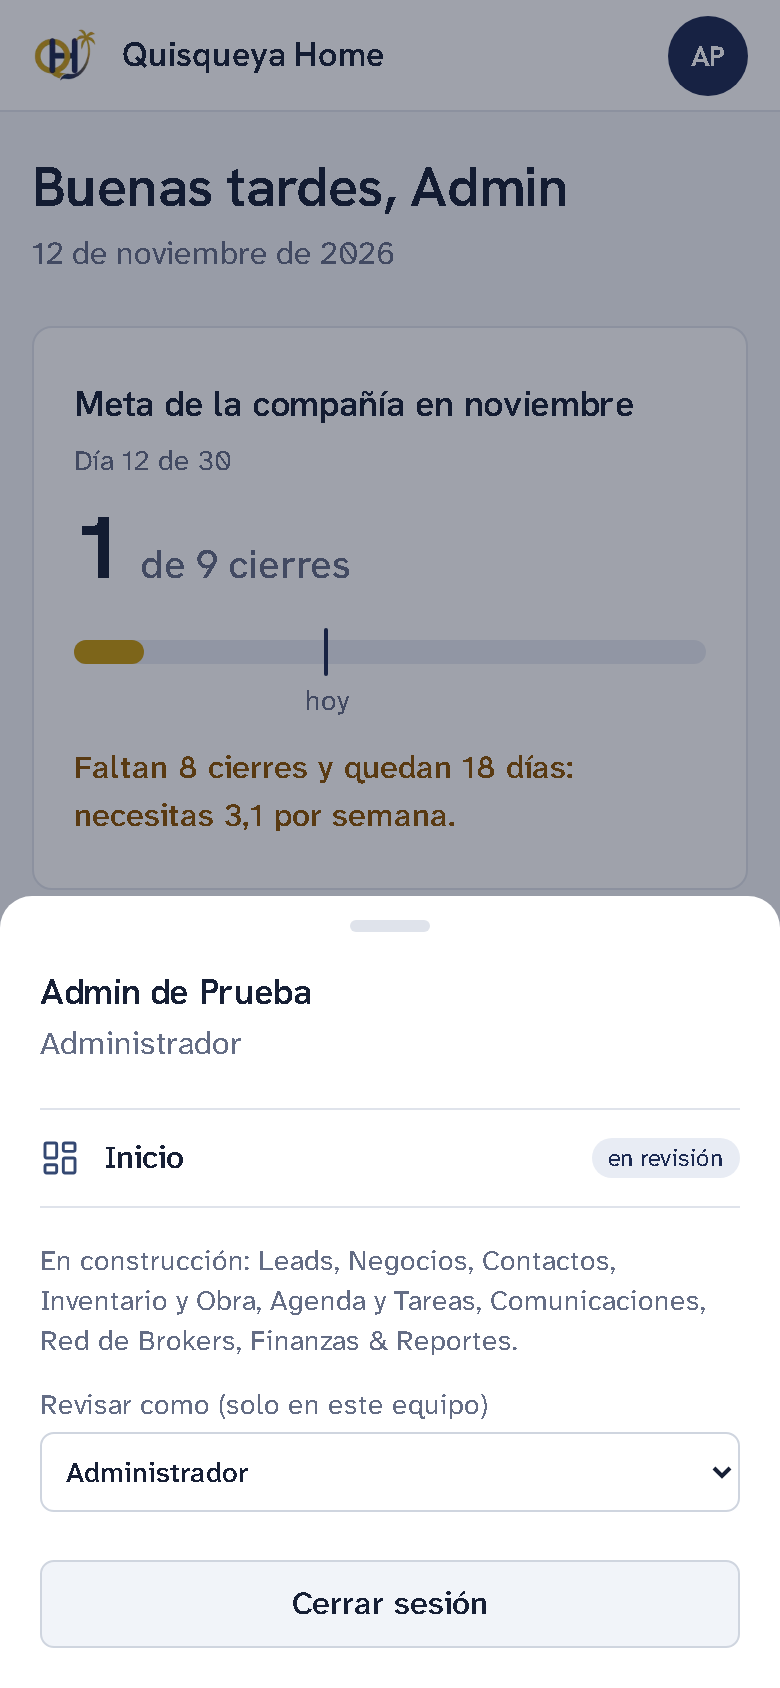 Quisqueya Home
AP
Buenas tardes, Admin
12 de noviembre de 2026
Meta de la compañía en noviembre
Día 12 de 30
1 de 9 cierres
hoy
Faltan 8 cierres y quedan 18 días:
necesitas 3,1 por semana.
Admin de Prueba
Administrador
Inicio
en revisión
En construcción: Leads, Negocios, Contactos,
Inventario y Obra, Agenda y Tareas, Comunicaciones,
Red de Brokers, Finanzas & Reportes.
Revisar como (solo en este equipo)
Administrador
Cerrar sesión